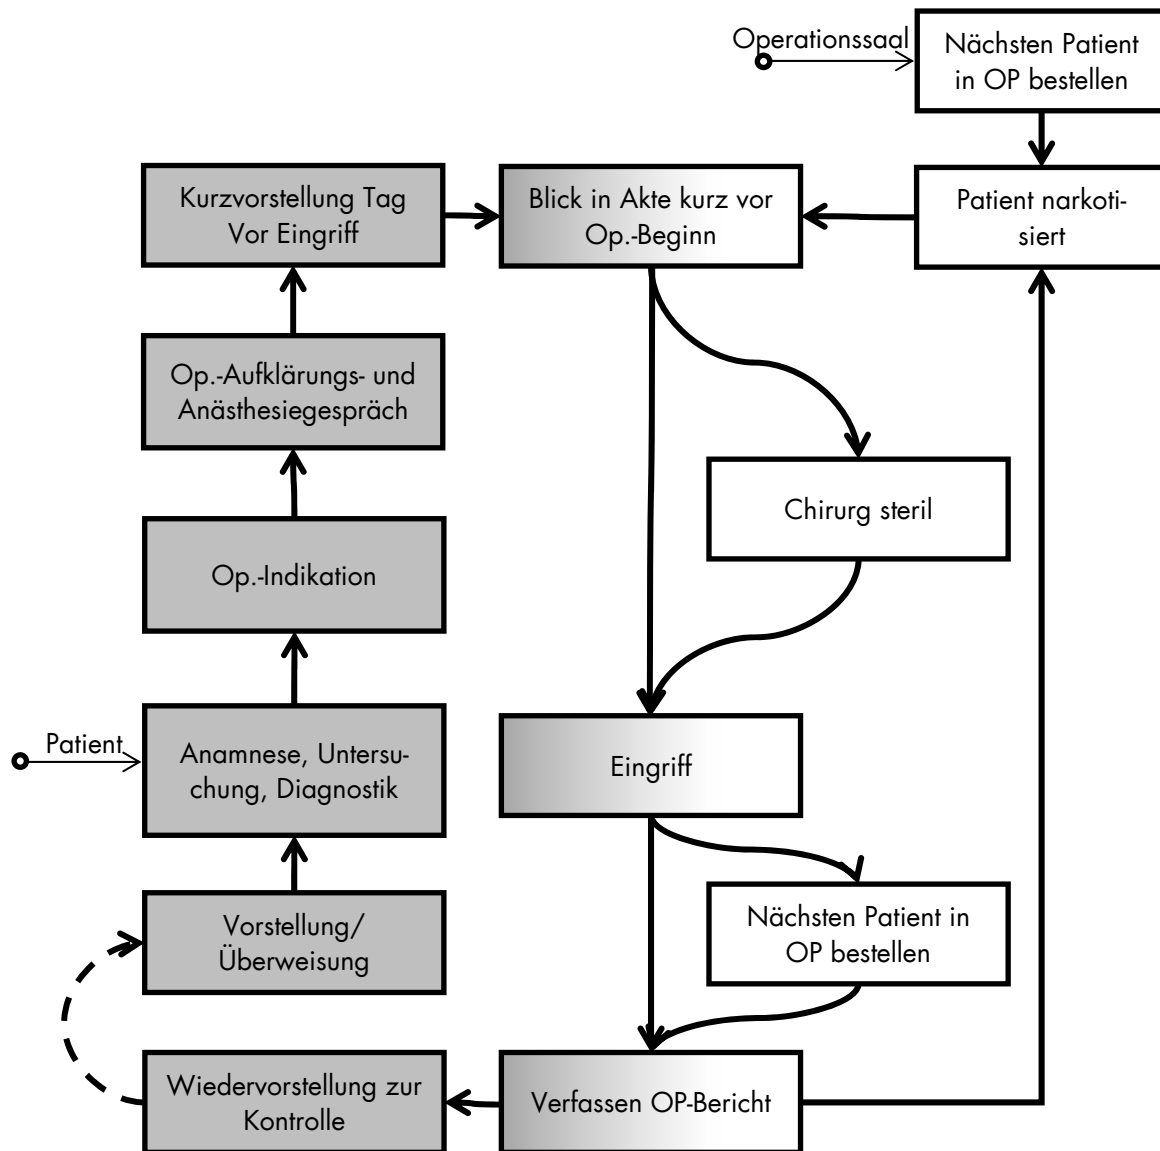 Operationssaal
Nächsten Patient
in OP bestellen
Kurzvorstellung Tag
Vor Eingriff
Blick in Akte kurz vor
Op.-Beginn
Patient narkoti-
siert
Op.-Aufklärungs- und
Anästhesiegespräch
Chirurg steril
Op.-Indikation
Patient
Anamnese, Untersu-
chung, Diagnostik
Eingriff
Vorstellung/
Überweisung
Nächsten Patient in
OP bestellen
Wiedervorstellung zur
Kontrolle
Verfassen OP-Bericht